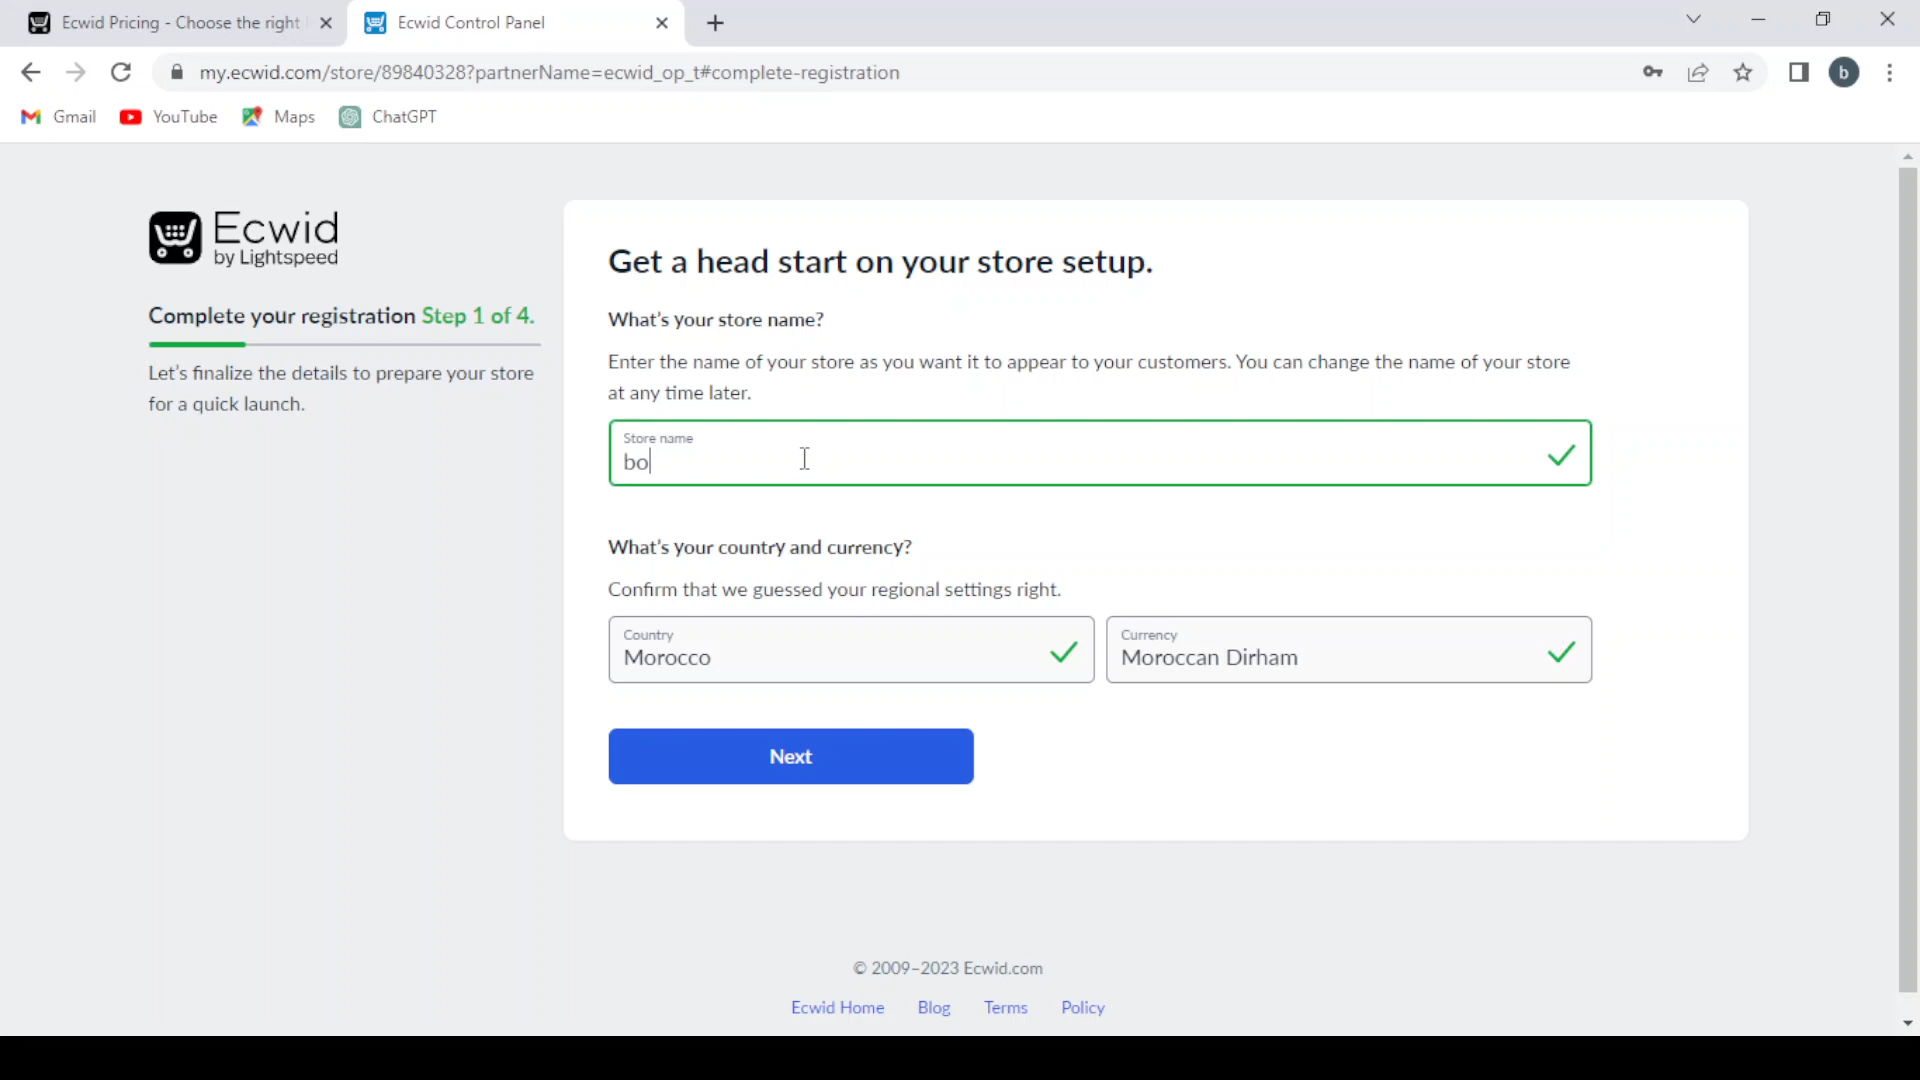 Ecwid Pricing - Choose the right
Ecwid Control Panel
my.ecwid.com/store/89840328?partnerName=ecwid_op_t#complete-registration
b
Gmail
YouTube
Maps
ChatGPT
Ecwid
by Lightspeed
Complete your registration Step 1 of 4.
Let's finalize the details to prepare your store
for a quick launch.
Get a head start on your store setup.
What's your store name?
Enter the name of your store as you want it to appear to your customers. You can change the name of your store
at any time later.
Store name
bo
What's your country and currency?
Confirm that we guessed your regional settings right.
Country
Morocco
Currency
Moroccan Dirham
Next
© 2009–2023 Ecwid.com
Ecwid Home Blog Terms Policy